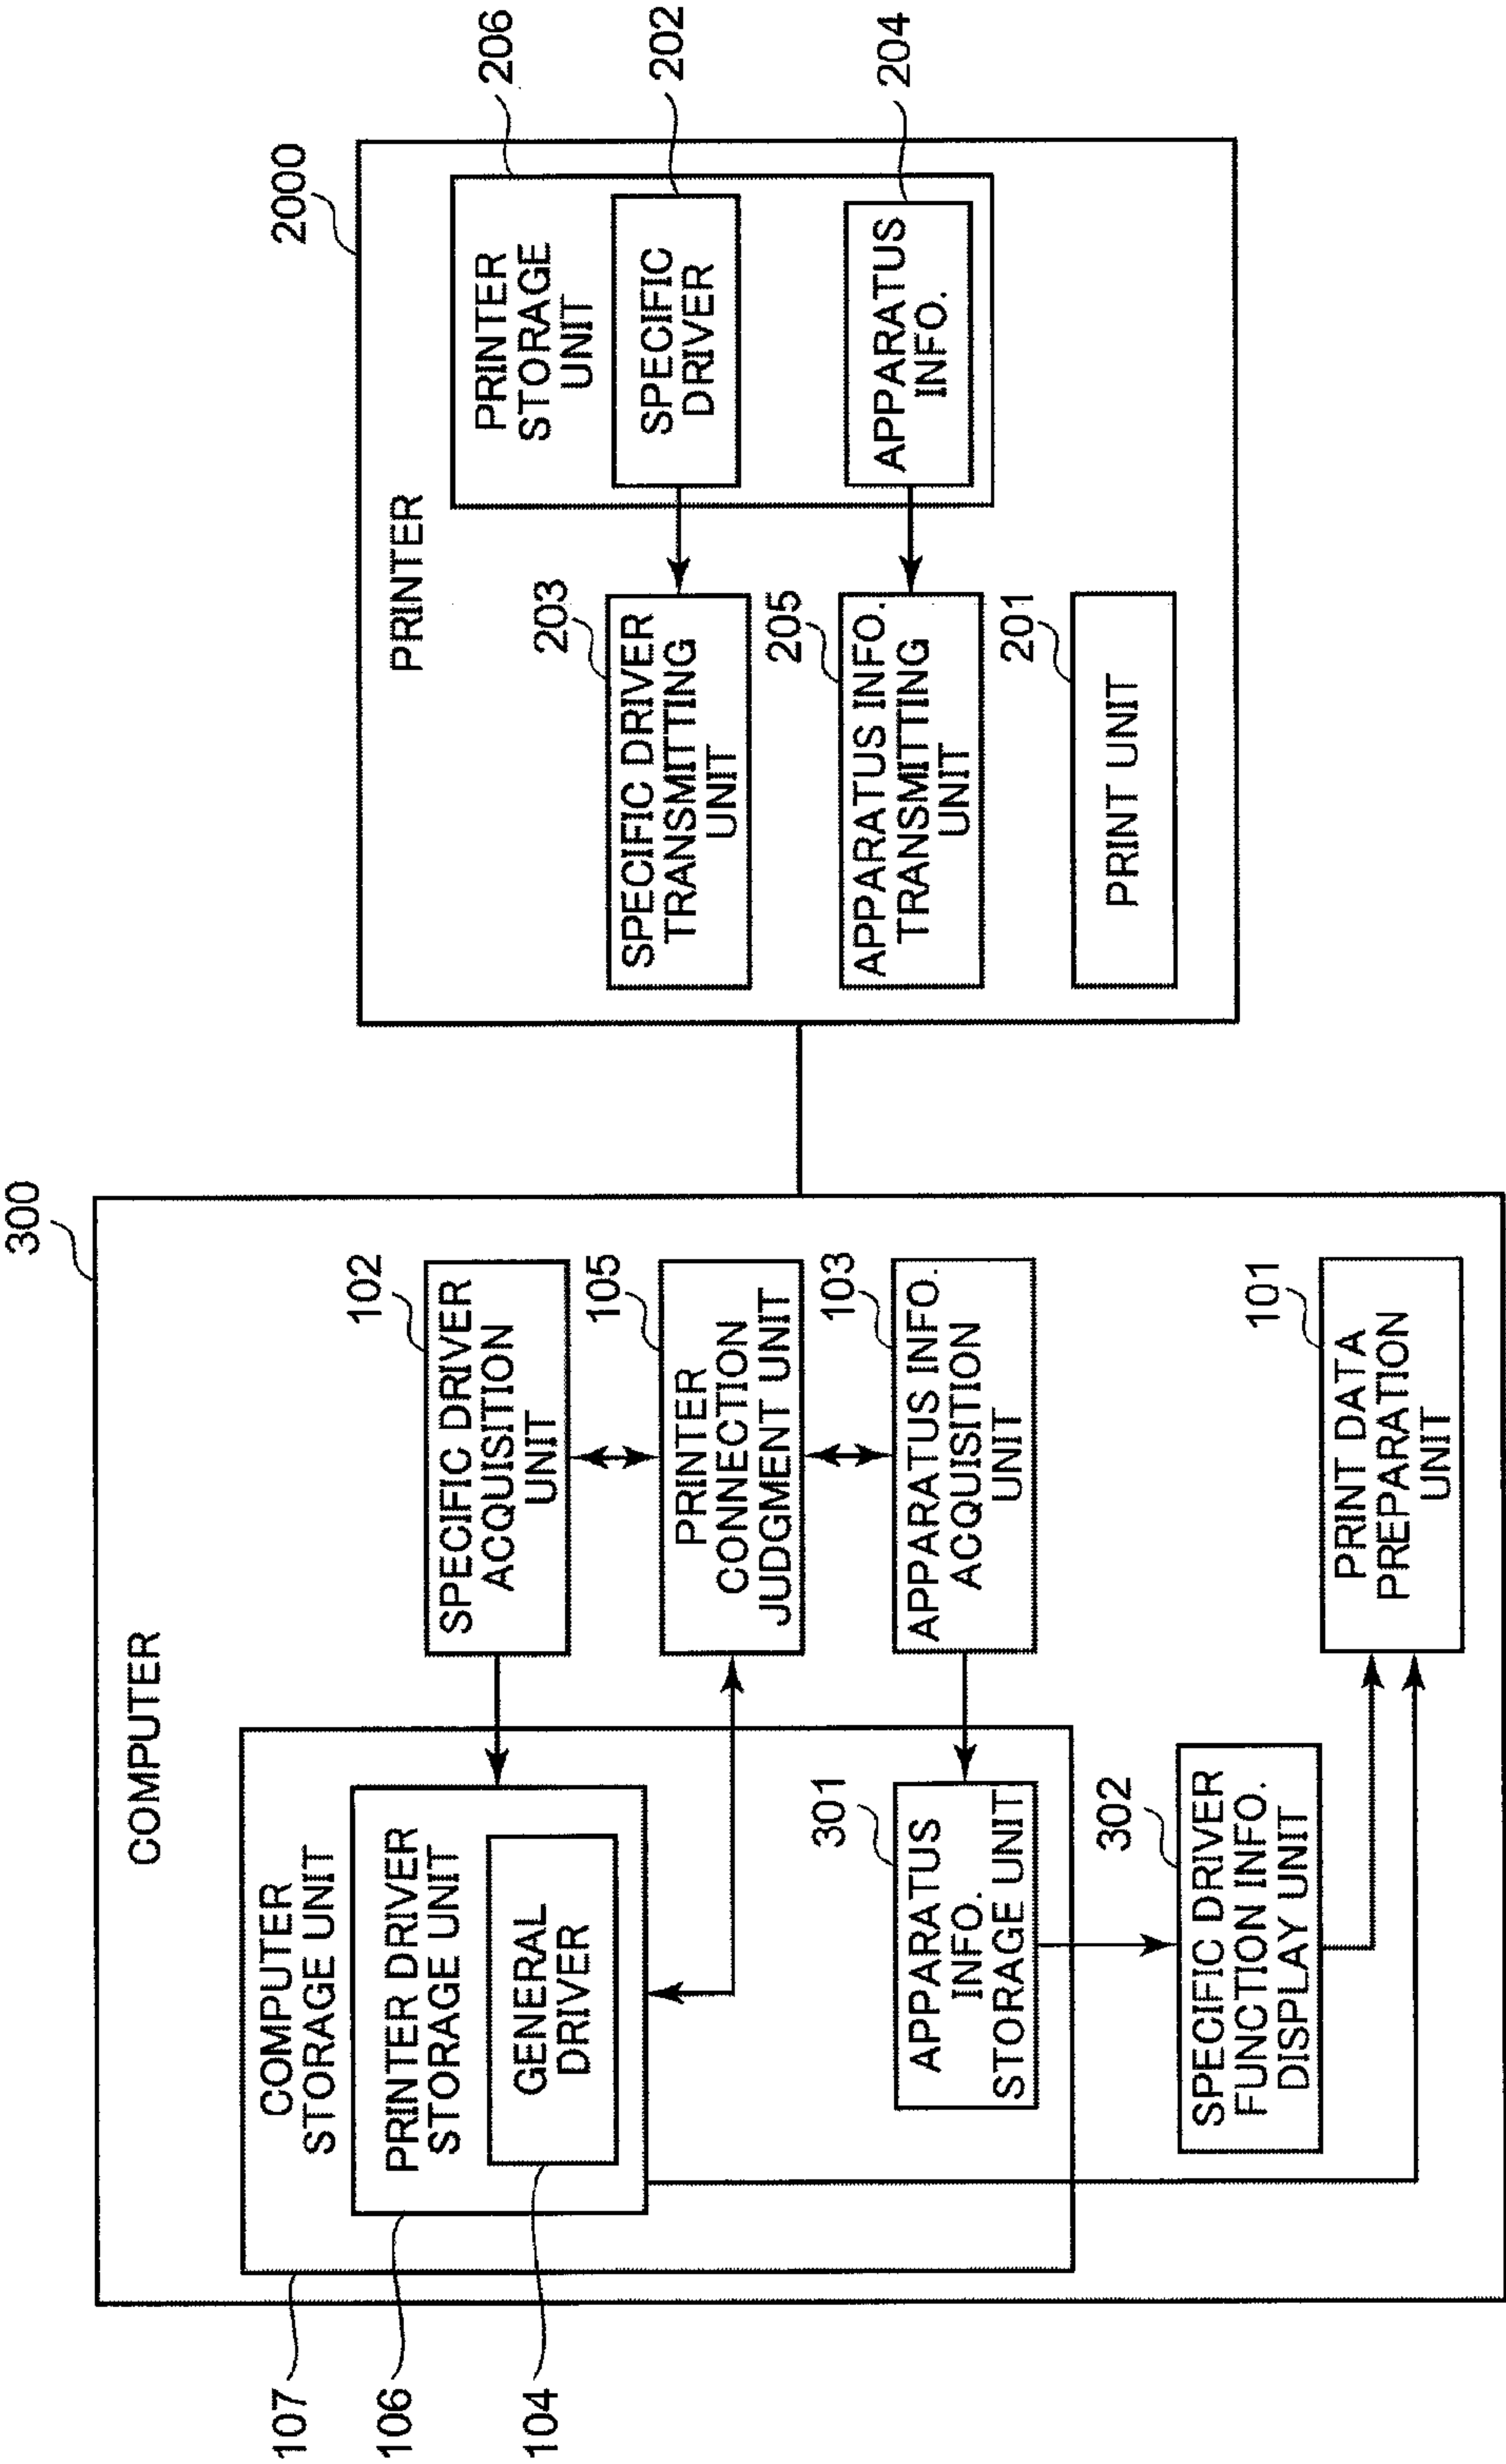 300
COMPUTER
107
COMPUTER
STORAGE UNIT
106
PRINTER DRIVER
STORAGE UNIT
104
GENERAL
DRIVER
102
SPECIFIC DRIVER
ACQUISITION
UNIT
105
PRINTER
CONNECTION
JUDGMENT UNIT
103
APPARATUS INFO.
ACQUISITION
UNIT
301
APPARATUS
INFO.
STORAGE UNIT
302
SPECIFIC DRIVER
FUNCTION INFO.
DISPLAY UNIT
101
PRINT DATA
PREPARATION
UNIT
2000
PRINTER
206
PRINTER
STORAGE
UNIT
202
SPECIFIC
DRIVER
204
APPARATUS
INFO.
203
SPECIFIC DRIVER
TRANSMITTING
UNIT
205
APPARATUS INFO.
TRANSMITTING
UNIT
201
PRINT UNIT